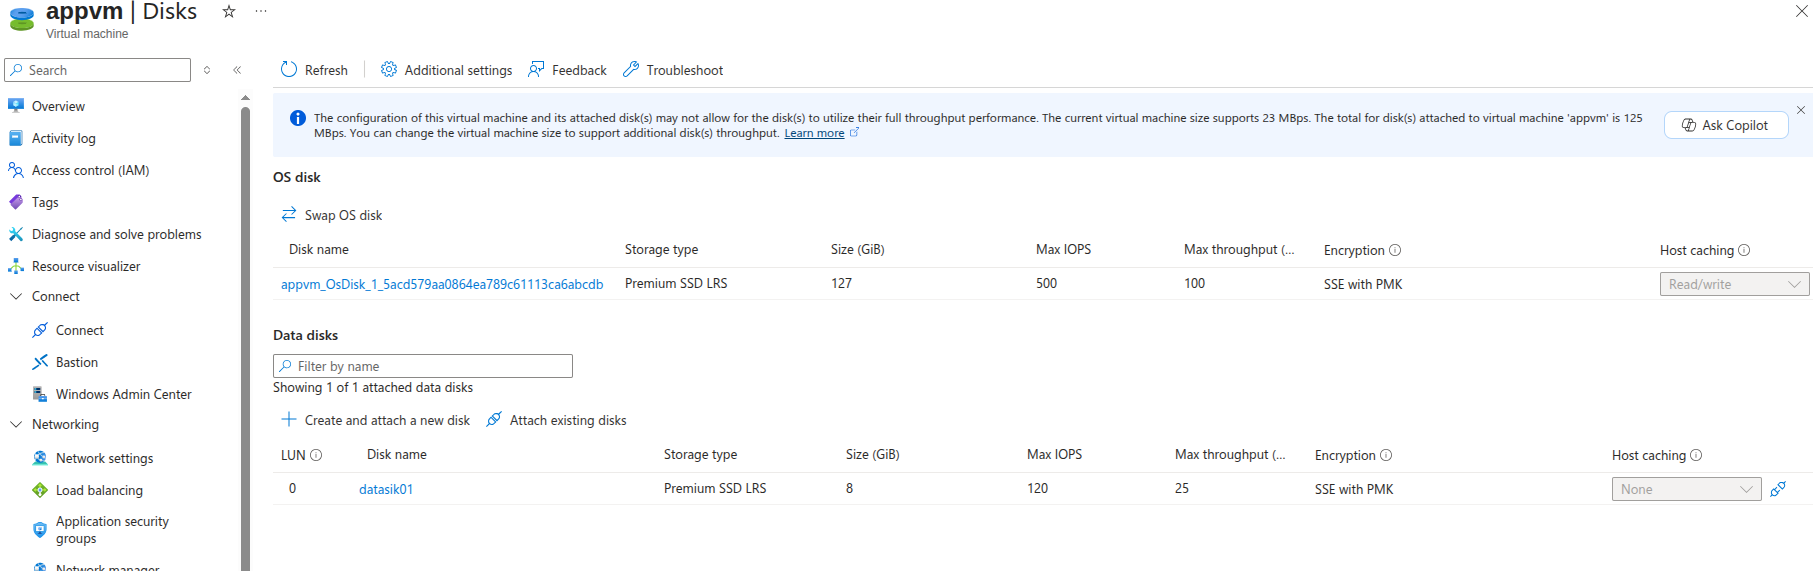 appvm | Disks
Virtual machine
Search
Refresh
Additional settings
Feedback
Troubleshoot
The configuration of this virtual machine and its attached disk(s) may not allow for the disk(s) to utilize their full throughput performance. The current virtual machine size supports 23 MBps. The total for disk(s) attached to virtual machine 'appvm' is 125
MBps. You can change the virtual machine size to support additional disk(s) throughput. Learn more
Ask Copilot
Overview
Activity log
Access control (IAM)
Tags
Diagnose and solve problems
Resource visualizer
Connect
Connect
Bastion
Windows Admin Center
Networking
Network settings
Load balancing
Application security
groups
Network manager
OS disk
Swap OS disk
Disk name Storage type Size (GiB) Max IOPS Max throughput (... Encryption Host caching
appvm_OsDisk_1_5acd579aa0864ea789c61113ca6abcdb Premium SSD LRS 127 500 100 SSE with PMK Read/write
Data disks
Filter by name
Showing 1 of 1 attached data disks
Create and attach a new disk
Attach existing disks
LUN Disk name Storage type Size (GiB) Max IOPS Max throughput (... Encryption Host caching
0 datasik01 Premium SSD LRS 8 120 25 SSE with PMK None